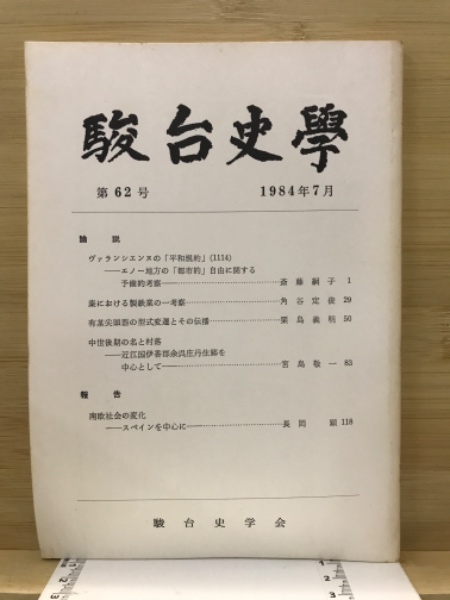 駿台史學
第62号 1984年7月
論説
ヴァランシエンヌの「平和規約」(1114)
——エノー地方の「都市的」自由に関する
予備的考察—— 斎藤絅子 1
秦における製鉄業の一考察 角谷定俊 29
有茎尖頭器の型式変遷とその伝播 栗島義明 50
中世後期の名と村落
——近江国伊香郡余呉庄丹生郷を
中心として—— 宮島敬一 83
報告
南欧社会の変化
——スペインを中心に—— 長岡顕 118
駿台史学会